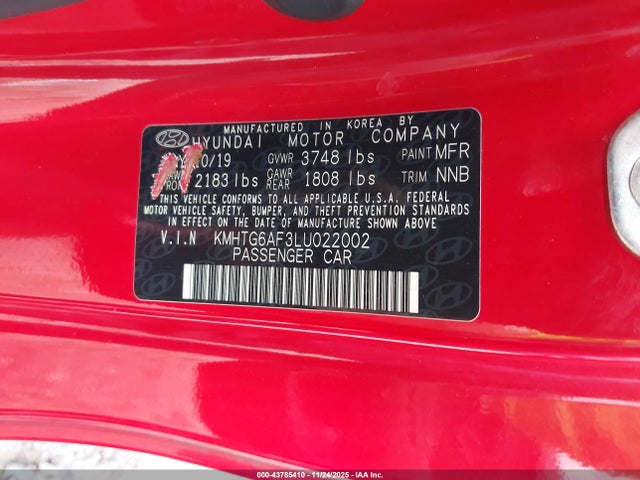 MANUFACTURED IN KOREA BY
HYUNDAI MOTOR COMPANY
0/19 GVWR 3748 lbs PAINT MFR
2183 lbs GAWR REAR 1808 lbs TRIM NNB
THIS VEHICLE CONFORMS TO ALL APPLICABLE U.S.A. FEDERAL
MOTOR VEHICLE SAFETY, BUMPER, AND THEFT PREVENTION STANDARDS
IN EFFECT ON THE DATE OF MANUFACTURE SHOWN ABOVE
V.I.N KMHTG6AF3LU022002
PASSENGER CAR
000-43785410 - 11/24/2025 - IAA, Inc.